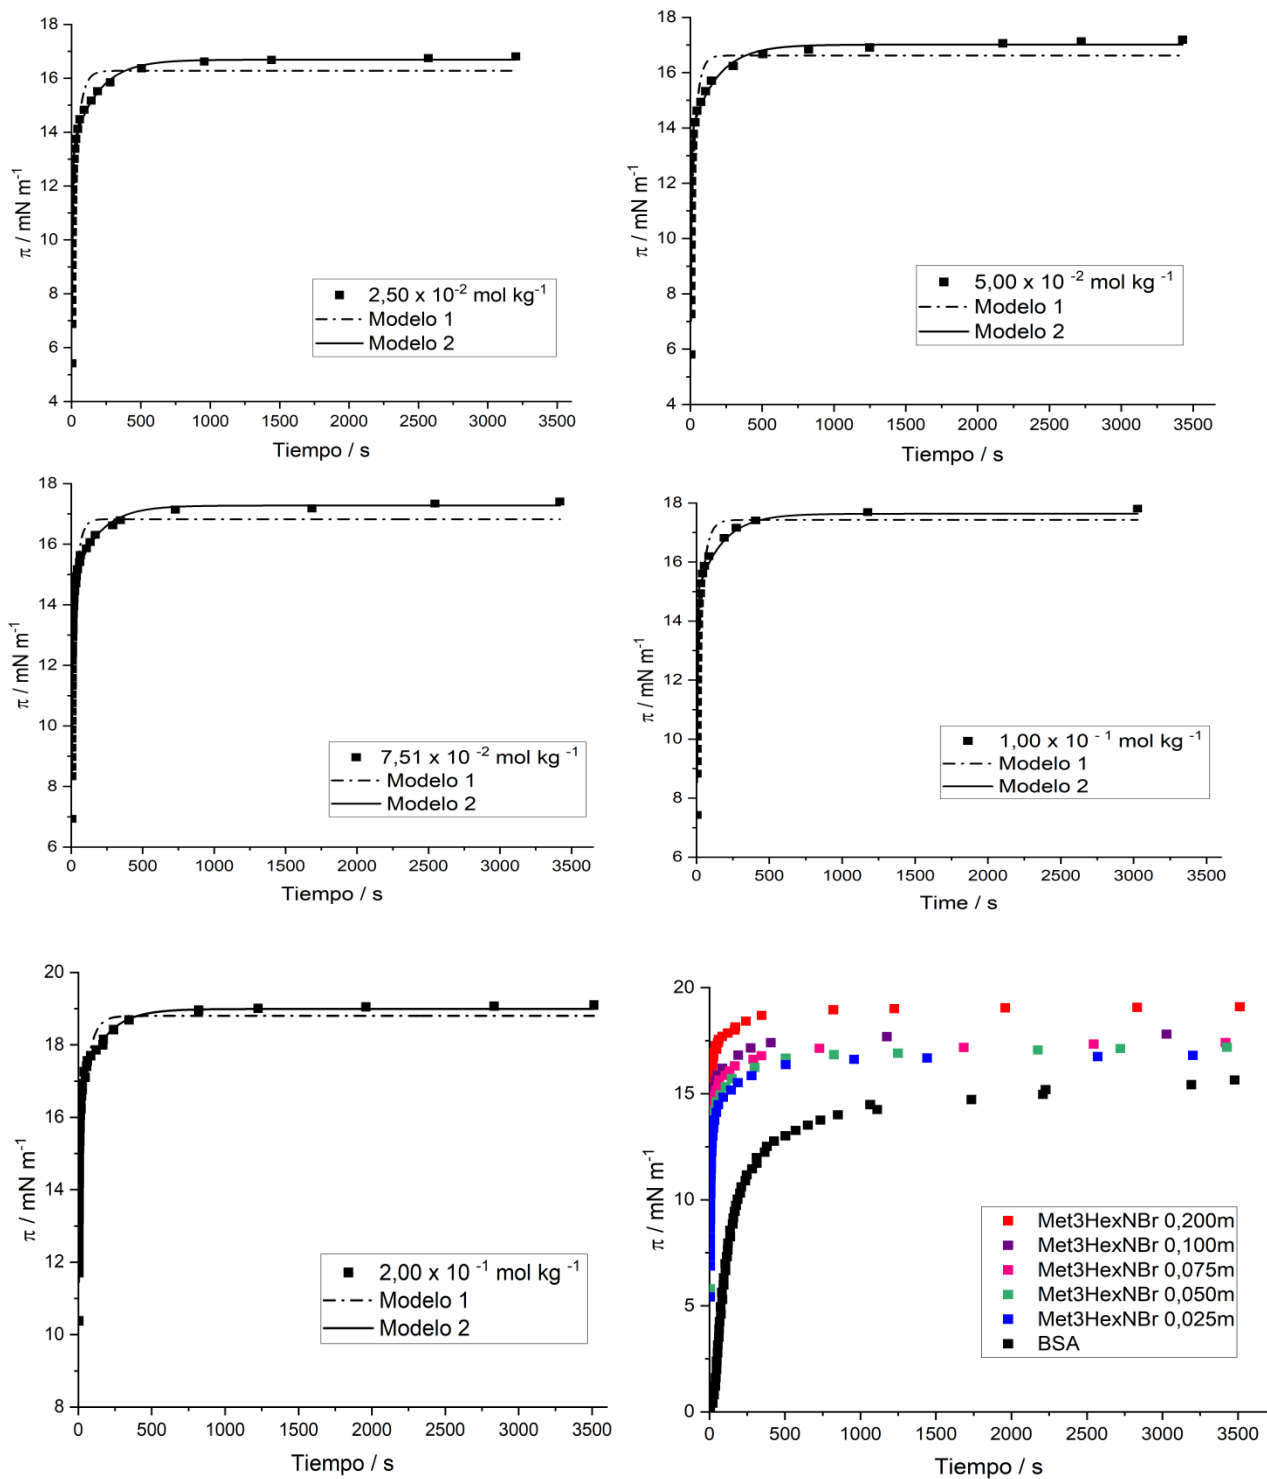 18
16
14
12
10
8
6
4
π / mN m⁻¹
2,50 x 10⁻² mol kg⁻¹
Modelo 1
Modelo 2
0 500 1000 1500 2000 2500 3000 3500
Tiempo / s
18
16
14
12
10
8
6
4
π / mN m⁻¹
5,00 x 10⁻² mol kg⁻¹
Modelo 1
Modelo 2
0 500 1000 1500 2000 2500 3000 3500
Tiempo / s
18
16
14
12
10
8
6
π / mN m⁻¹
7,51 x 10⁻² mol kg⁻¹
Modelo 1
Modelo 2
0 500 1000 1500 2000 2500 3000 3500
Tiempo / s
18
16
14
12
10
8
6
π / mN m⁻¹
1,00 x 10⁻¹ mol kg⁻¹
Modelo 1
Modelo 2
0 500 1000 1500 2000 2500 3000 3500
Time / s
20
18
16
14
12
10
8
π / mN m⁻¹
2,00 x 10⁻¹ mol kg⁻¹
Modelo 1
Modelo 2
0 500 1000 1500 2000 2500 3000 3500
Tiempo / s
20
15
10
5
0
π / mN m⁻¹
Met3HexNBr 0,200m
Met3HexNBr 0,100m
Met3HexNBr 0,075m
Met3HexNBr 0,050m
Met3HexNBr 0,025m
BSA
0 500 1000 1500 2000 2500 3000 3500
Tiempo / s